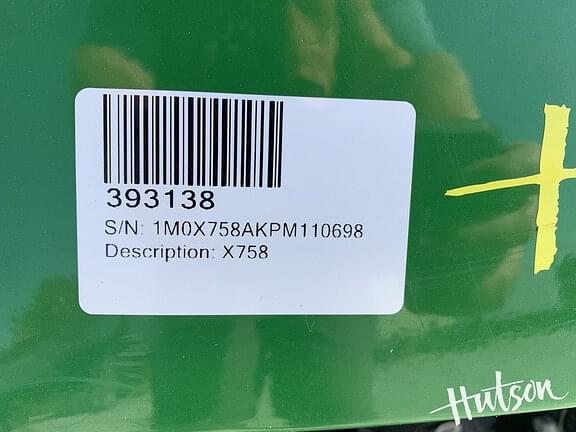 393138
S/N: 1M0X758AKPM110698
Description: X758
Hutson